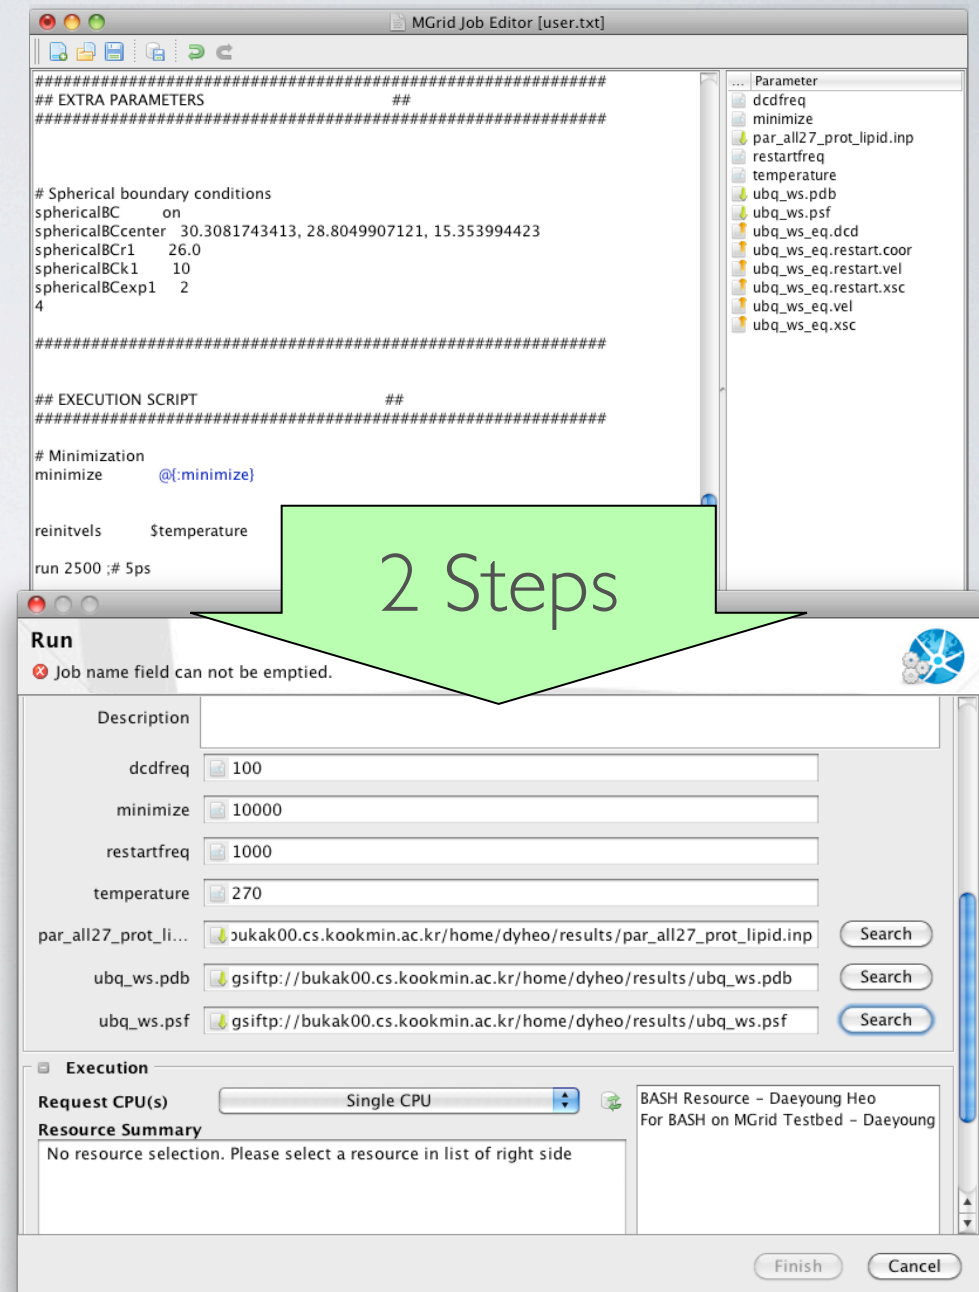 MGrid Job Editor [user.txt]
#############################################################
## EXTRA PARAMETERS ##
#############################################################
# Spherical boundary conditions
sphericalBC on
sphericalBCcenter 30.3081743413, 28.8049907121, 15.353994423
sphericalBCr1 26.0
sphericalBCk1 10
sphericalBCexp1 2
4
#############################################################
## EXECUTION SCRIPT ##
#############################################################
# Minimization
minimize @{:minimize}
reinitvels $temperature
run 2500 ;# 5ps
... Parameter
dcdfreq
minimize
par_all27_prot_lipid.inp
restartfreq
temperature
ubq_ws.pdb
ubq_ws.psf
ubq_ws_eq.dcd
ubq_ws_eq.restart.coor
ubq_ws_eq.restart.vel
ubq_ws_eq.restart.xsc
ubq_ws_eq.vel
ubq_ws_eq.xsc
2 Steps
Run
Job name field can not be emptied.
Description
dcdfreq 100
minimize 10000
restartfreq 1000
temperature 270
par_all27_prot_li... bukak00.cs.kookmin.ac.kr/home/dyheo/results/par_all27_prot_lipid.inp Search
ubq_ws.pdb gsiftp://bukak00.cs.kookmin.ac.kr/home/dyheo/results/ubq_ws.pdb Search
ubq_ws.psf gsiftp://bukak00.cs.kookmin.ac.kr/home/dyheo/results/ubq_ws.psf Search
Execution
Request CPU(s) Single CPU
Resource Summary
No resource selection. Please select a resource in list of right side
BASH Resource - Daeyoung Heo
For BASH on MGrid Testbed - Daeyoung
Finish Cancel